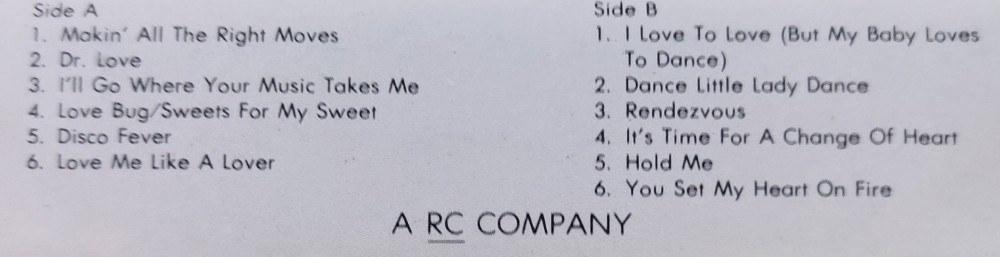 Side A
1. Makin' All The Right Moves
2. Dr. Love
3. I'll Go Where Your Music Takes Me
4. Love Bug/Sweets For My Sweet
5. Disco Fever
6. Love Me Like A Lover
Side B
1. I Love To Love (But My Baby Loves
To Dance)
2. Dance Little Lady Dance
3. Rendezvous
4. It's Time For A Change Of Heart
5. Hold Me
6. You Set My Heart On Fire
A RC COMPANY